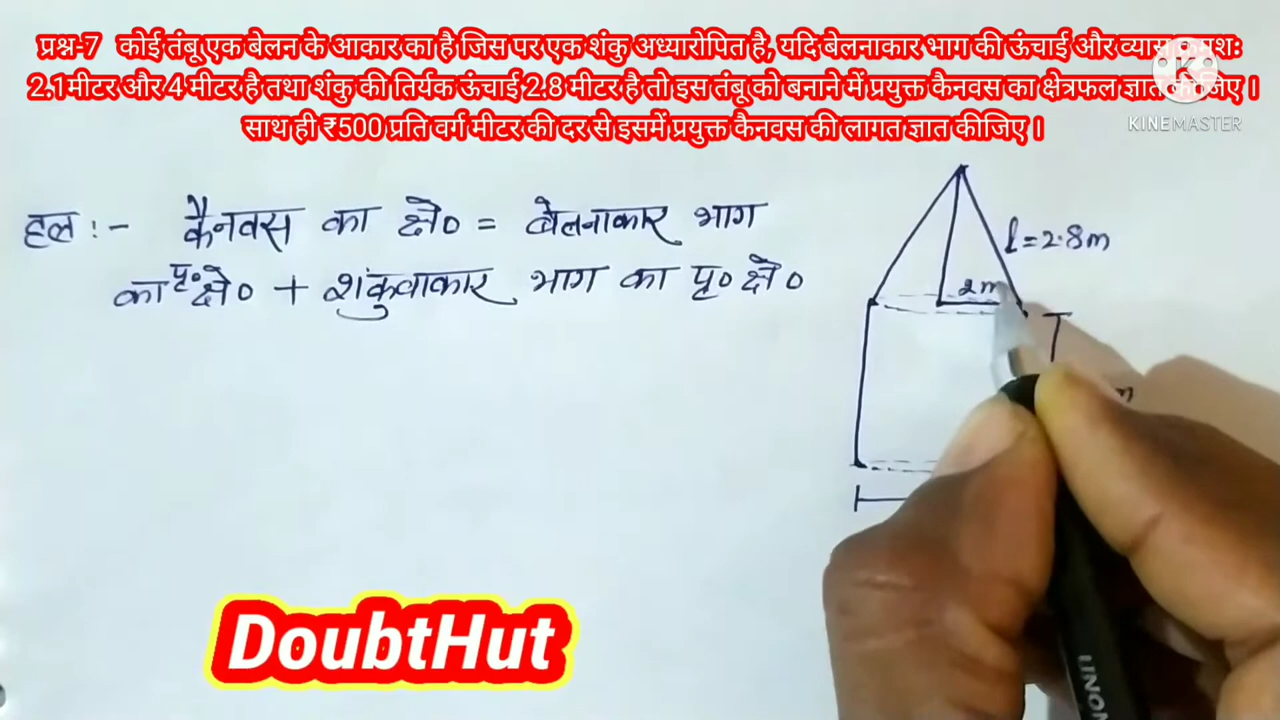 प्रश्न-7 कोई तंबू एक बेलन के आकार का है जिस पर एक शंकु अध्यारोपित है, यदि बेलनाकार भाग की ऊंचाई और व्यास
2.1मीटर और 4 मीटर है तथा शंकु की तिर्यक ऊंचाई 2.8 मीटर है तो इस तंबू को बनाने में प्रयुक्त कैनवस का क्षेत्रफल ज्ञात
साथ ही ₹500 प्रति वर्ग मीटर की दर से इसमें प्रयुक्त कैनवस की लागत ज्ञात कीजिए।
KINEMASTER
हल :- कैनवस का क्षे० = बेलनाकार भाग
का पृ० क्षे० + शंकुवाकार भाग का पृ० क्षे०
l = 2.8m
2m
DoubtHut